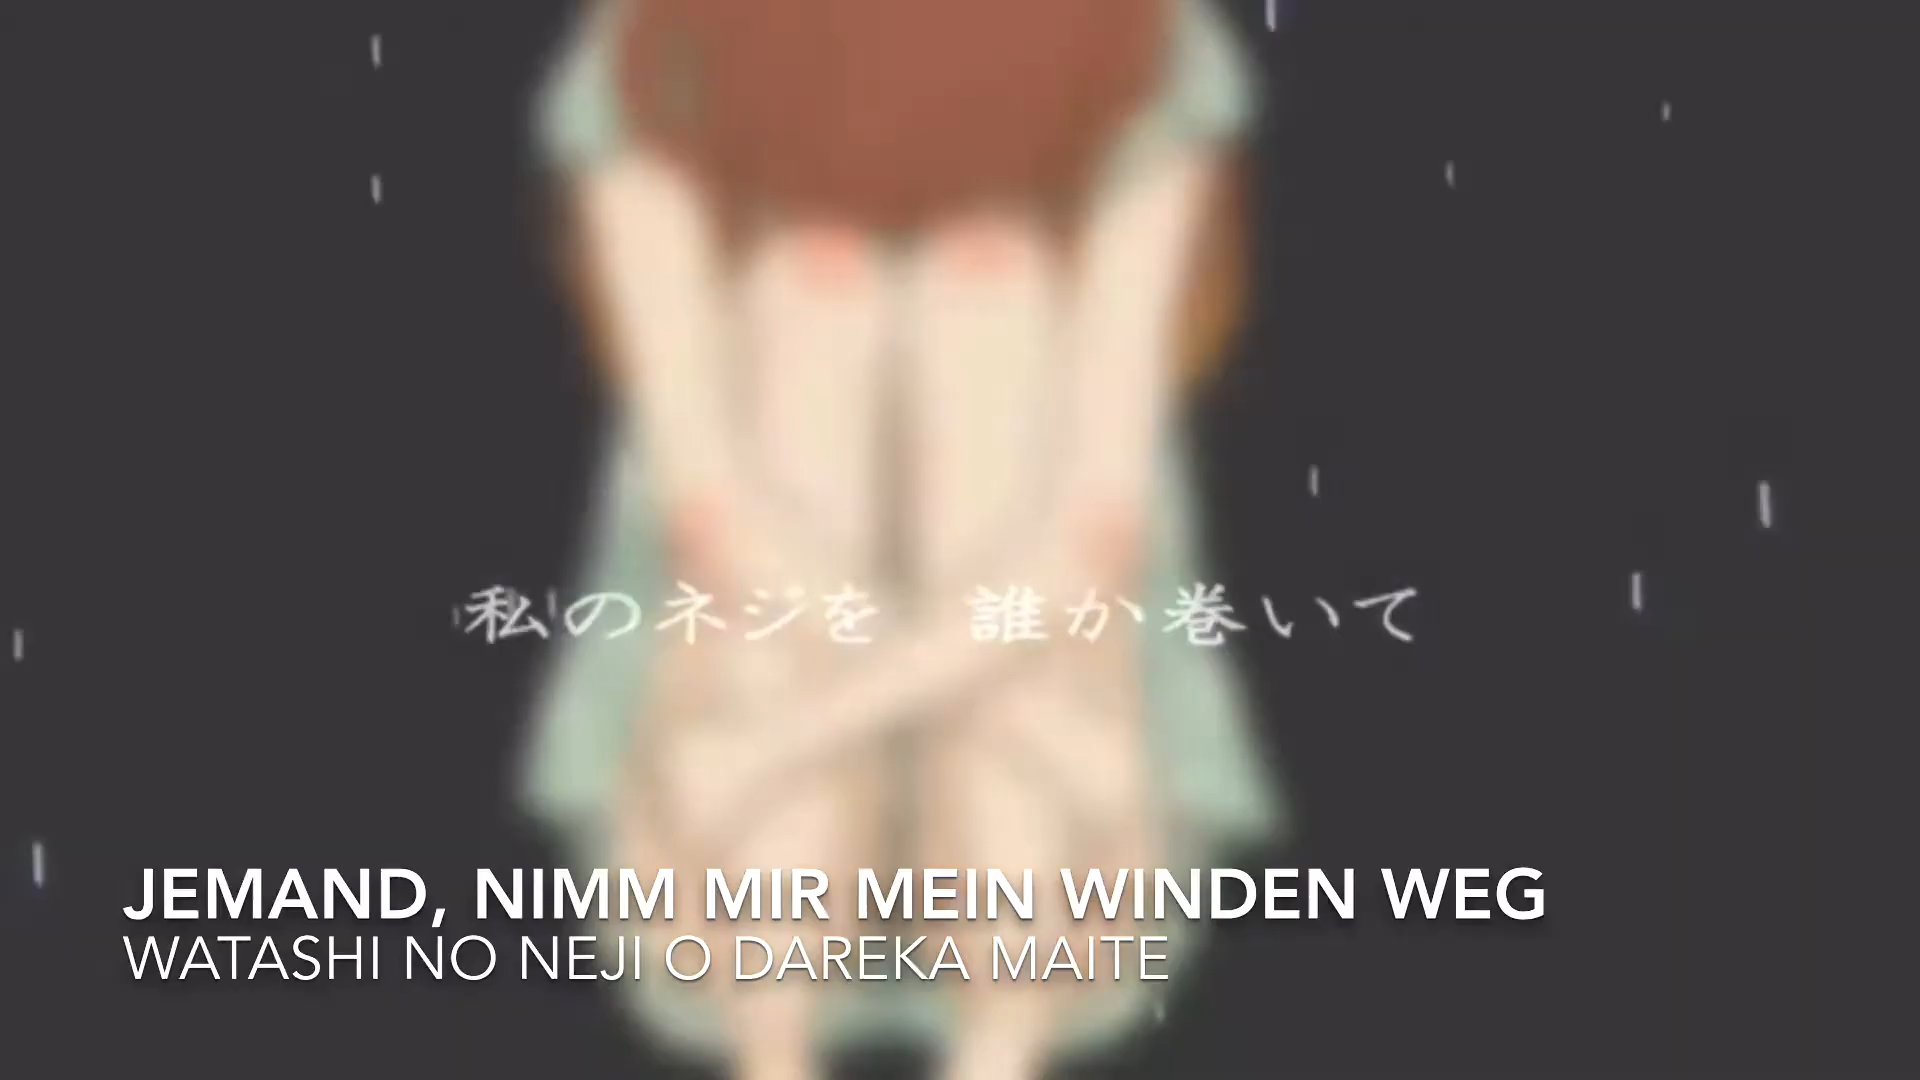 私のネジを 誰か巻いて
JEMAND, NIMM MIR MEIN WINDEN WEG
WATASHI NO NEJI O DAREKA MAITE